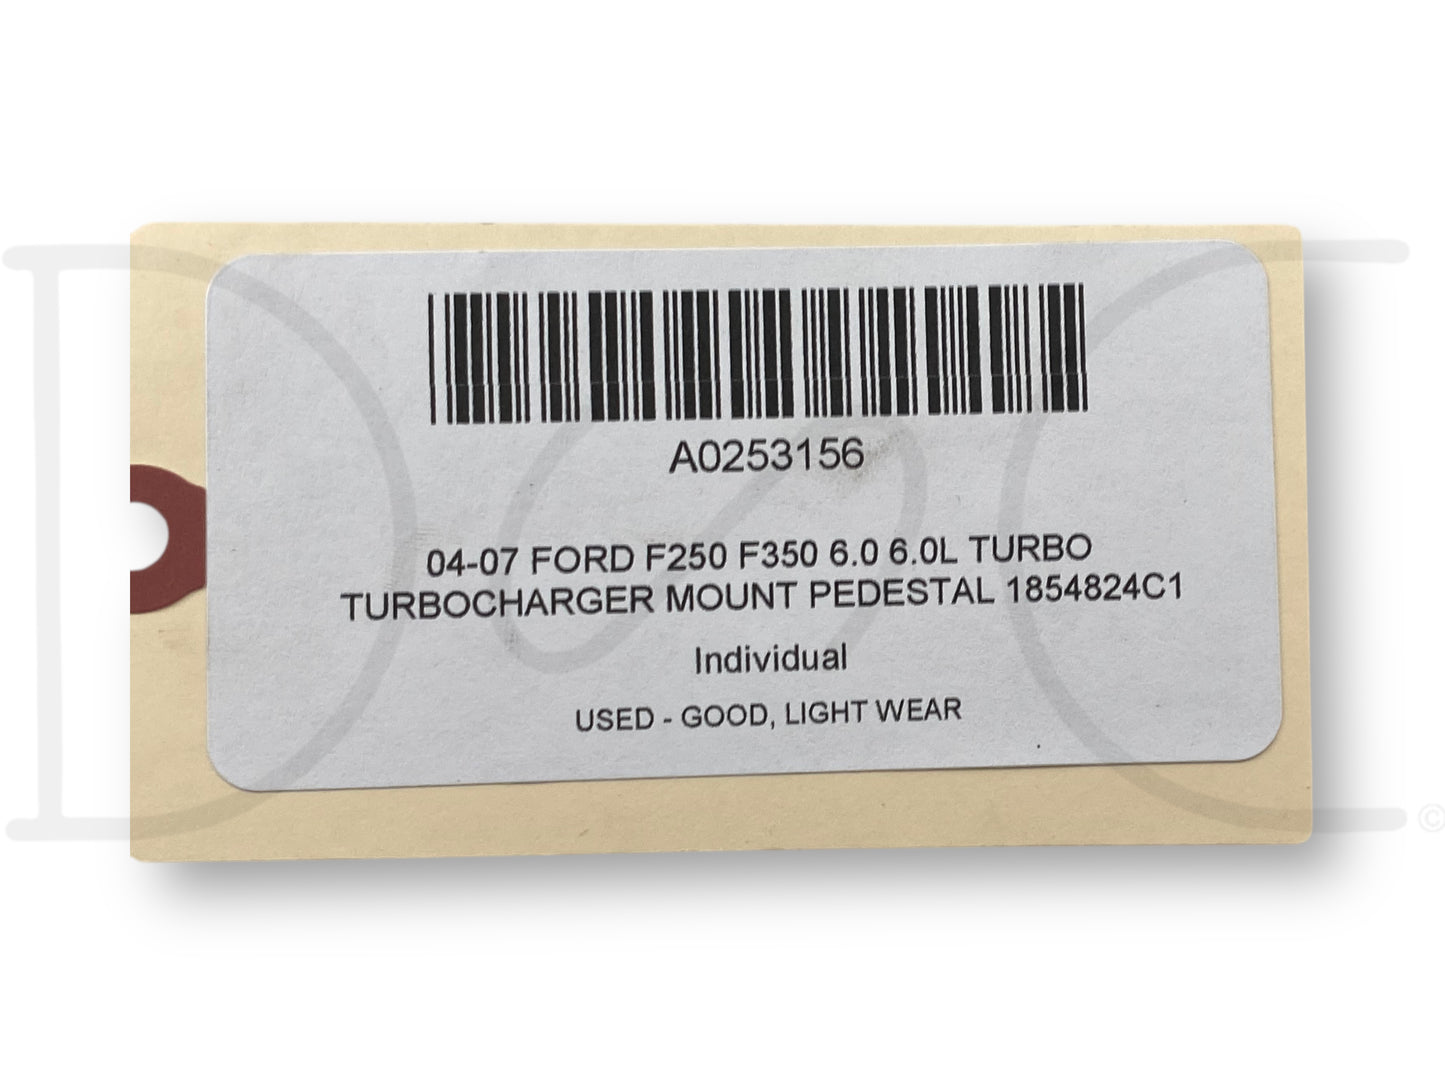 A0253156
04-07 FORD F250 F350 6.0 6.0L TURBO
TURBOCHARGER MOUNT PEDESTAL 1854824C1
Individual
USED - GOOD, LIGHT WEAR
D C
©